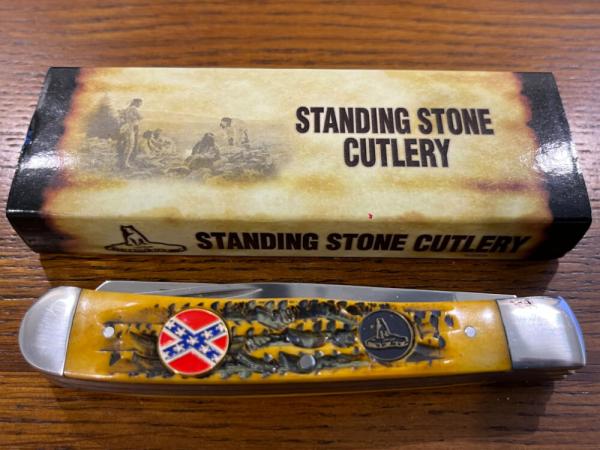 STANDING STONE
CUTLERY
STANDING STONE CUTLERY